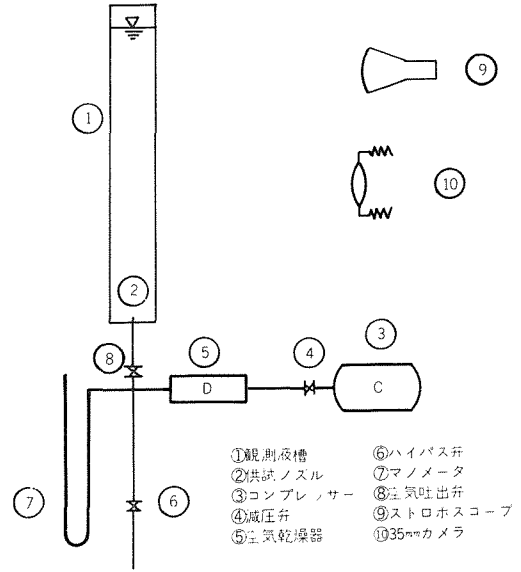 ①
②
③
④
⑤
⑥
⑦
⑧
⑨
⑩
D
C
①観測液槽
②供試ノズル
③コンプレッサー
④減圧弁
⑤空気乾燥器
⑥バイパス弁
⑦マノメータ
⑧空気吐出弁
⑨ストロボスコープ
⑩35mmカメラ